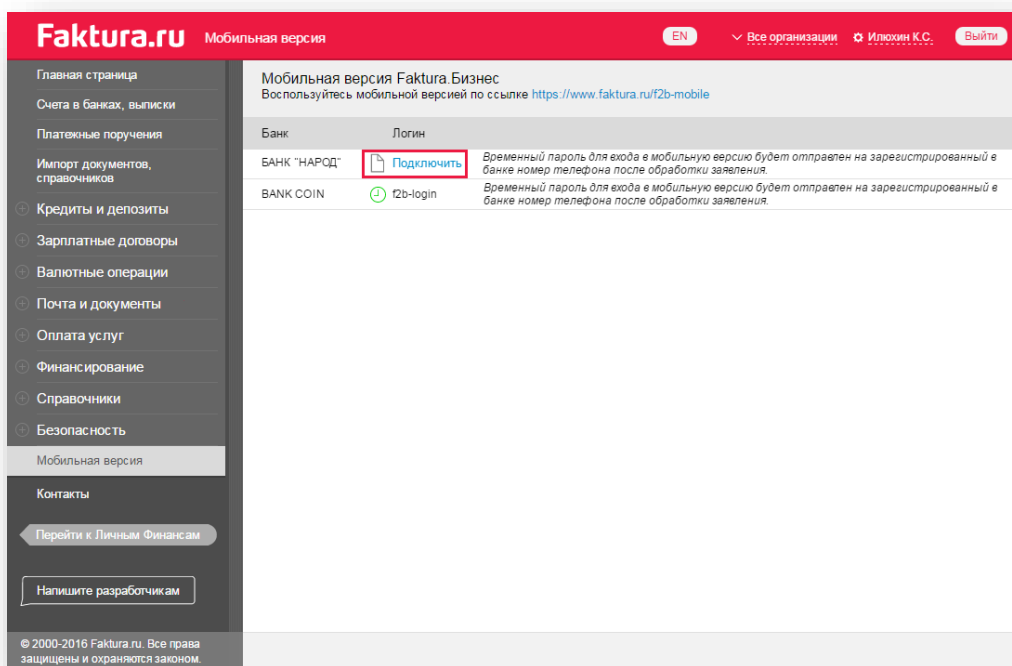 Faktura.ru Мобильная версия EN Все организации Илюхин К.С. Выйти
Главная страница
Счета в банках, выписки
Платежные поручения
Импорт документов,
справочников
Кредиты и депозиты
Зарплатные договоры
Валютные операции
Почта и документы
Оплата услуг
Финансирование
Справочники
Безопасность
Мобильная версия
Контакты
Перейти к Личным Финансам
Напишите разработчикам
© 2000-2016 Faktura.ru. Все права
защищены и охраняются законом.
Мобильная версия Faktura.Бизнес
Воспользуйтесь мобильной версией по ссылке https://www.faktura.ru/f2b-mobile
Банк Логин
БАНК "НАРОД" Подключить Временный пароль для входа в мобильную версию будет отправлен на зарегистрированный в
банке номер телефона после обработки заявления.
BANK COIN f2b-login Временный пароль для входа в мобильную версию будет отправлен на зарегистрированный в
банке номер телефона после обработки заявления.